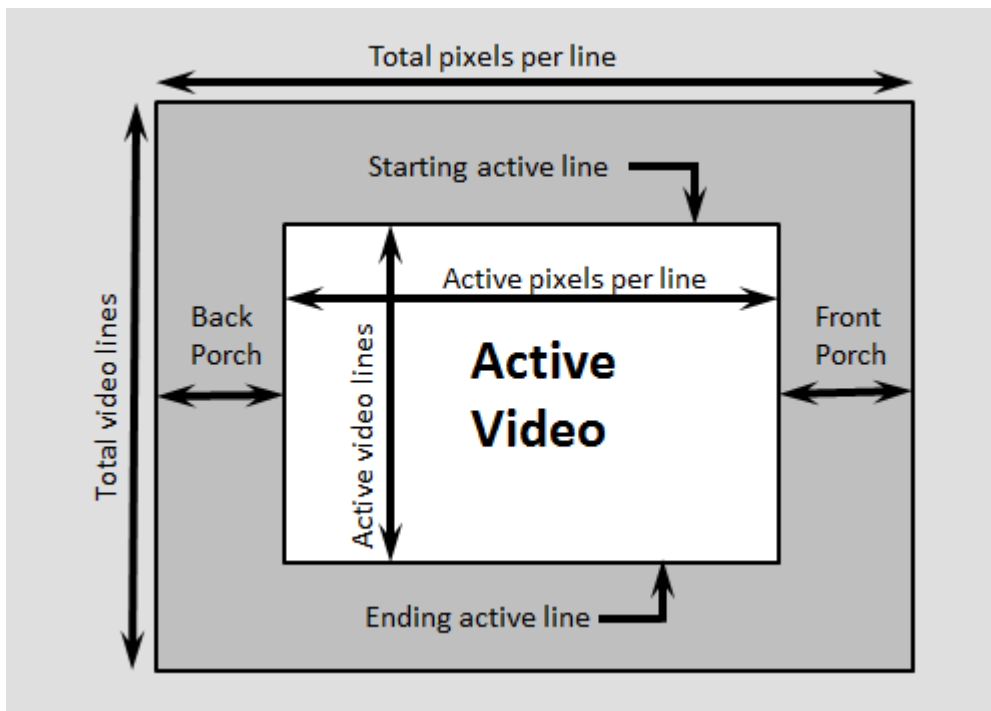 Total pixels per line
Starting active line
Active pixels per line
Back
Porch
Front
Porch
Total video lines
Active video lines
Active
Video
Ending active line